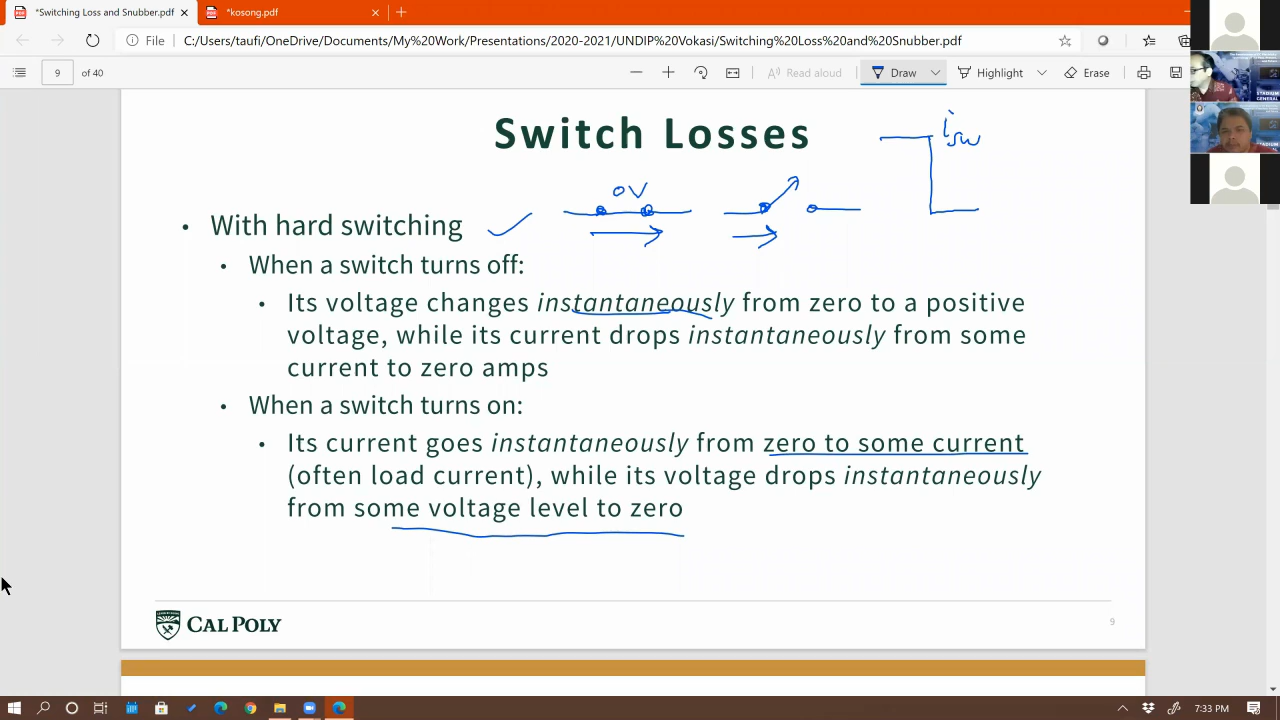 *Switching Loss and Snubber.pdf
*kosong.pdf
File
C:/Users/taufi/OneDrive/Documents/My%20Work/Presentations/2020-2021/UNDIP%20Vokasi/Switching%20Loss%20and%20Snubber.pdf
9 of 40
Read aloud
Draw
Highlight
Erase
STADIUM
GENERAL
Switch Losses
isw
0V
• With hard switching
• When a switch turns off:
• Its voltage changes instantaneously from zero to a positive
voltage, while its current drops instantaneously from some
current to zero amps
• When a switch turns on:
• Its current goes instantaneously from zero to some current
(often load current), while its voltage drops instantaneously
from some voltage level to zero
CAL POLY
9
7:33 PM